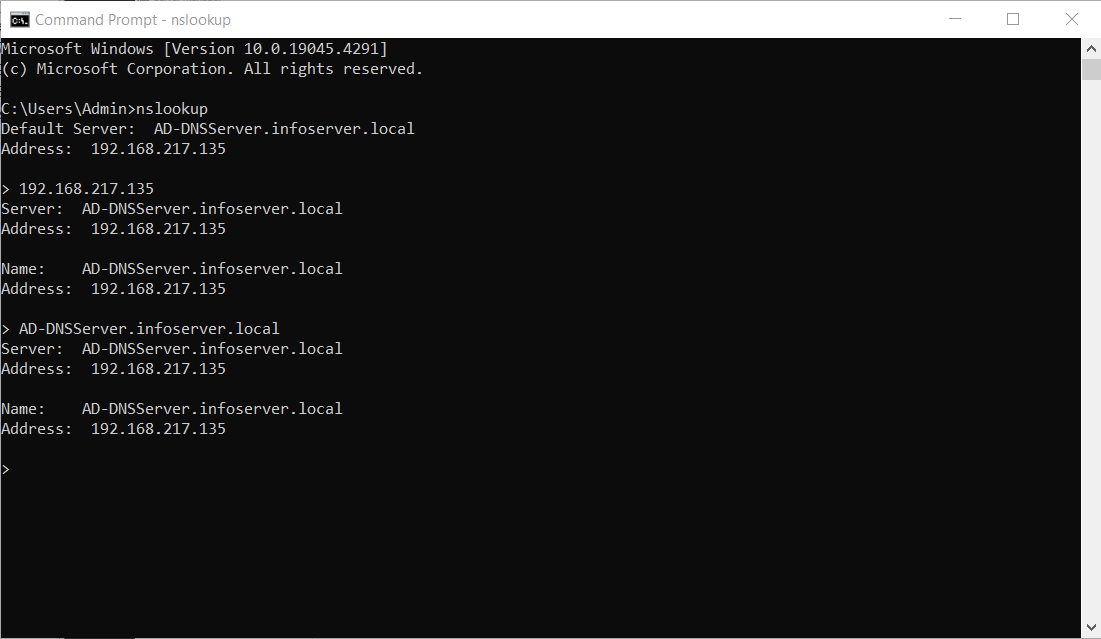 Command Prompt - nslookup
Microsoft Windows [Version 10.0.19045.4291]
(c) Microsoft Corporation. All rights reserved.
C:\Users\Admin>nslookup
Default Server:  AD-DNSServer.infoserver.local
Address:  192.168.217.135
> 192.168.217.135
Server:  AD-DNSServer.infoserver.local
Address:  192.168.217.135
Name:    AD-DNSServer.infoserver.local
Address:  192.168.217.135
> AD-DNSServer.infoserver.local
Server:  AD-DNSServer.infoserver.local
Address:  192.168.217.135
Name:    AD-DNSServer.infoserver.local
Address:  192.168.217.135
>